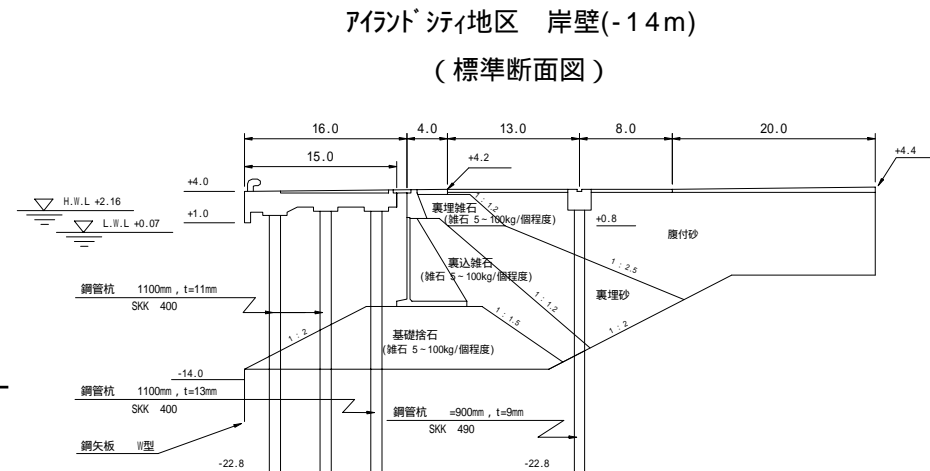 アイランドシティ地区　岸壁(-14m)
（標準断面図）
16.0
4.0
13.0
8.0
20.0
15.0
+4.2
+4.4
+4.0
H.W.L +2.16
+1.0
L.W.L +0.07
1：1.2
裏埋雑石
(雑石 5~100kg/個程度)
+0.8
腹付砂
裏込雑石
(雑石 5~100kg/個程度)
1：2.5
裏埋砂
1：1.2
鋼管杭　1100mm , t=11mm
SKK 400
1：2
1：1.5
1：2
基礎捨石
(雑石 5~100kg/個程度)
-14.0
鋼管杭　1100mm , t=13mm
SKK 400
鋼管杭　=900mm , t=9mm
SKK 490
鋼矢板　W型
-22.8
-22.8